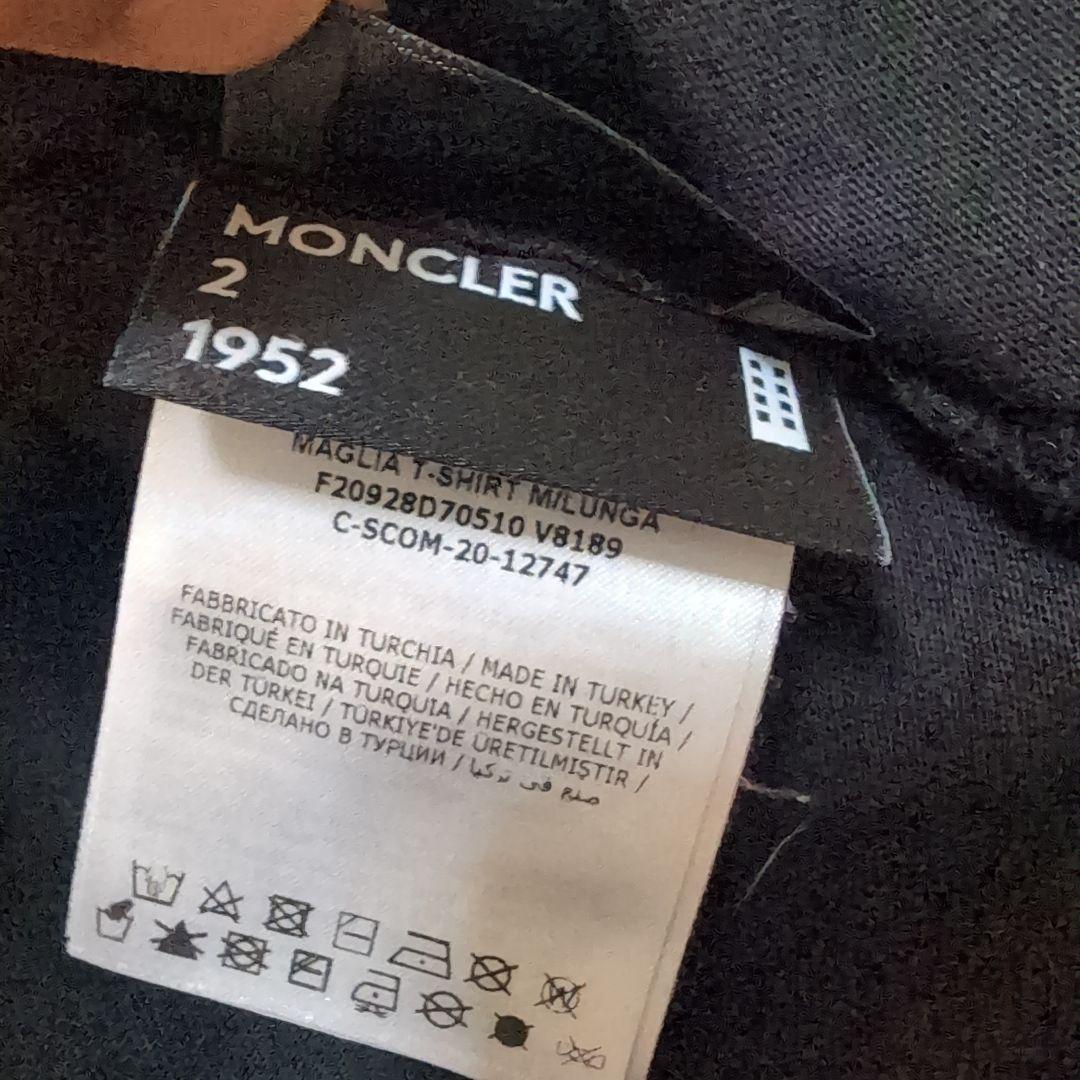 MONCLER
2
1952
MAGLIA T-SHIRT MILUNGA
F20928D70510 V8189
C-SCOM-20-12747
FABBRICATO IN TURCHIA / MADE IN TURKEY /
FABRIQUÉ EN TURQUIE / HECHO EN TURQUÍA /
FABRICADO NA TURQUIA / HERGESTELLT IN
DER TÜRKEI / TÜRKIYE'DE ÜRETILMIŞTIR /
СДЕЛАНО В ТУРЦИИ / صنع في تركيا